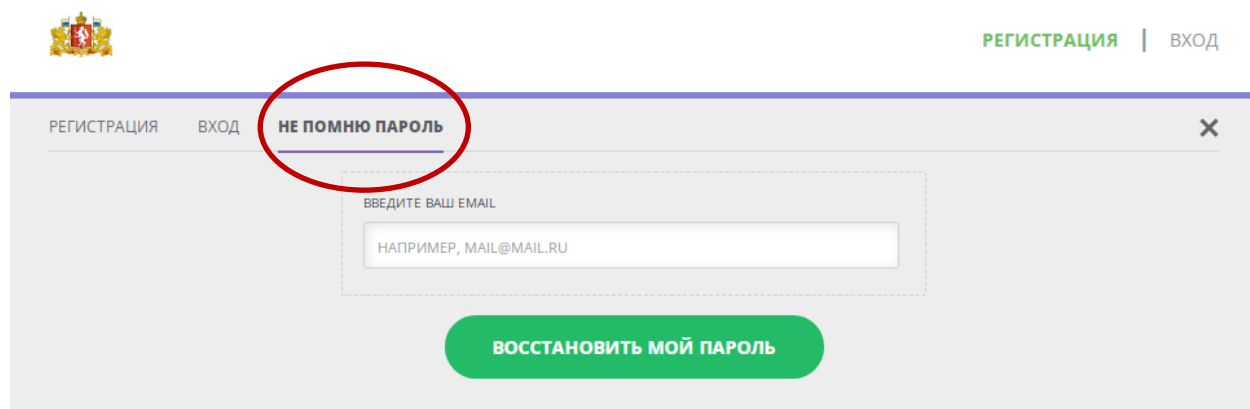 РЕГИСТРАЦИЯ | ВХОД
РЕГИСТРАЦИЯ ВХОД НЕ ПОМНЮ ПАРОЛЬ ×
ВВЕДИТЕ ВАШ EMAIL
НАПРИМЕР, MAIL@MAIL.RU
ВОССТАНОВИТЬ МОЙ ПАРОЛЬ